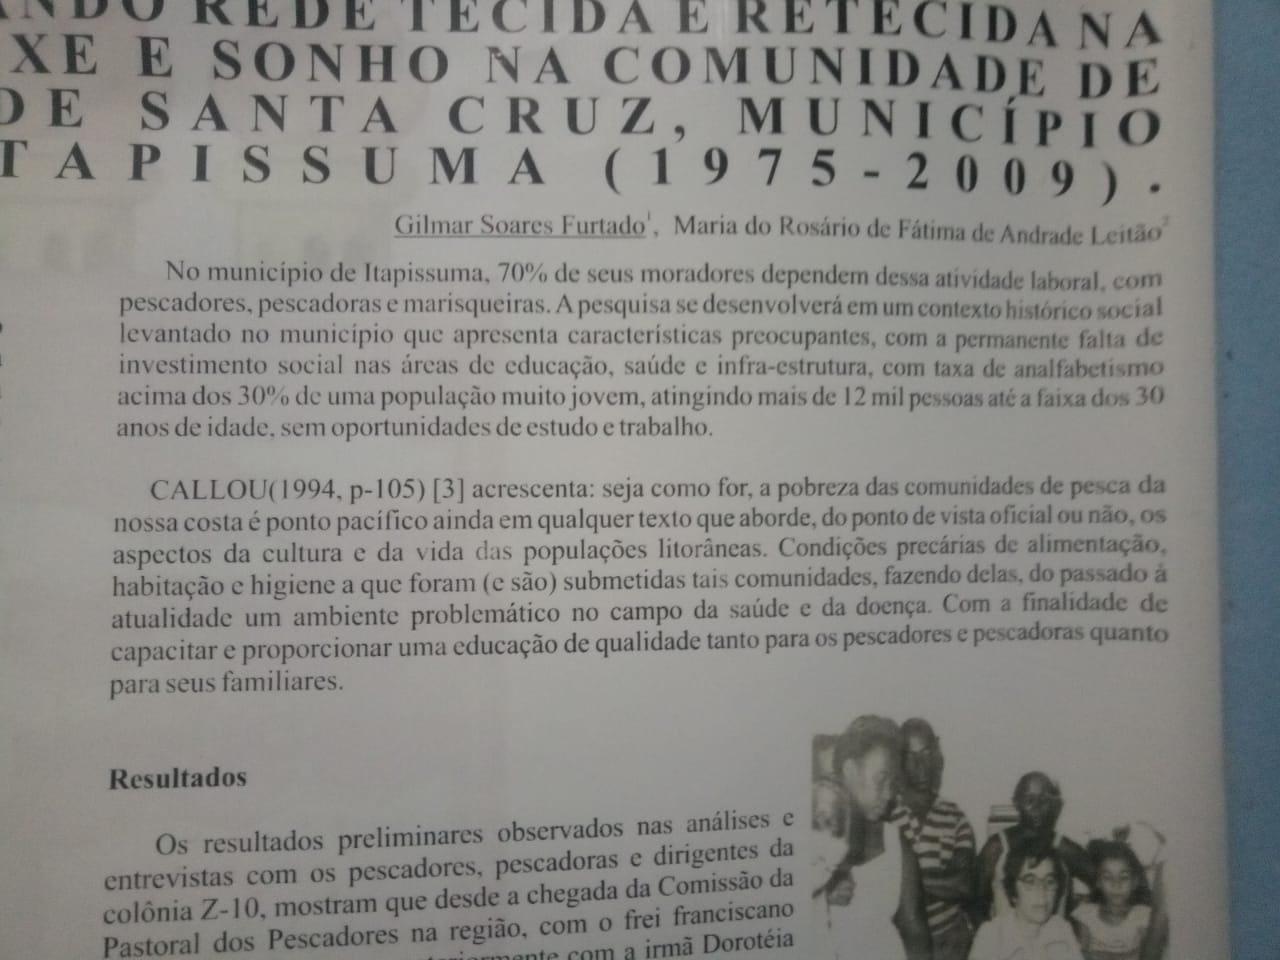 REDE TECIDA E RETECIDA NA
E SONHO NA COMUNIDADE DE
DE SANTA CRUZ, MUNICÍPIO
TAPISSUMA (1975-2009).
Gilmar Soares Furtado¹, Maria do Rosário de Fátima de Andrade Leitão²
No município de Itapissuma, 70% de seus moradores dependem dessa atividade laboral, com
pescadores, pescadoras e marisqueiras. A pesquisa se desenvolverá em um contexto histórico social
levantado no município que apresenta características preocupantes, com a permanente falta de
investimento social nas áreas de educação, saúde e infra-estrutura, com taxa de analfabetismo
acima dos 30% de uma população muito jovem, atingindo mais de 12 mil pessoas até a faixa dos 30
anos de idade, sem oportunidades de estudo e trabalho.
CALLOU(1994, p-105) [3] acrescenta: seja como for, a pobreza das comunidades de pesca da
nossa costa é ponto pacífico ainda em qualquer texto que aborde, do ponto de vista oficial ou não, os
aspectos da cultura e da vida das populações litorâneas. Condições precárias de alimentação,
habitação e higiene a que foram (e são) submetidas tais comunidades, fazendo delas, do passado à
atualidade um ambiente problemático no campo da saúde e da doença. Com a finalidade de
capacitar e proporcionar uma educação de qualidade tanto para os pescadores e pescadoras quanto
para seus familiares.
Resultados
Os resultados preliminares observados nas análises e
entrevistas com os pescadores, pescadoras e dirigentes da
colônia Z-10, mostram que desde a chegada da Comissão da
Pastoral dos Pescadores na região, com o frei franciscano
com a irmã Dorotéia